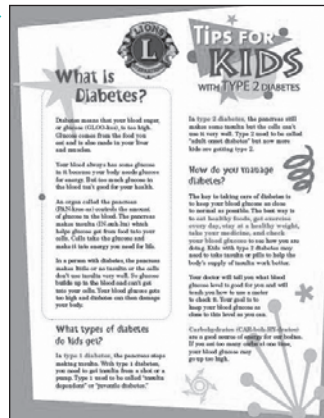 LIONS
L
INTERNATIONAL
What is
Diabetes?
Diabetes means that your blood sugar,
or glucose (GLOO-kos), is too high.
Glucose comes from the food you
eat and is also made in your liver
and muscles.
Your blood always has some glucose
in it because your body needs glucose
for energy. But too much glucose in
the blood isn't good for your health.
An organ called the pancreas
(PAN-kree-as) controls the amount
of glucose in the blood. The pancreas
makes insulin (IN-suh-lin) which
helps glucose get from food into your
cells. Cells take the glucose and
make it into energy you need for life.
In a person with diabetes, the pancreas
makes little or no insulin or the cells
don't use insulin very well. So glucose
builds up in the blood and can't get
into your cells. Your blood glucose gets
too high and diabetes can then damage
your body.
What types of diabetes
do kids get?
In type 1 diabetes, the pancreas stops
making insulin. With type 1 diabetes,
you need to get insulin from a shot or a
pump. Type 1 used to be called "insulin
dependent" or "juvenile diabetes."
TIPS FOR
KIDS
WITH TYPE 2 DIABETES
In type 2 diabetes, the pancreas still
makes some insulin but the cells can't
use it very well. Type 2 used to be called
"adult onset diabetes" but now more
kids are getting type 2.
How do you manage
diabetes?
The key to taking care of diabetes is
to keep your blood glucose as close
to normal as possible. The best way is
to eat healthy foods, get exercise
every day, stay at a healthy weight,
take your medicine, and check
your blood glucose to see how you are
doing. Kids with type 2 diabetes may
need to take insulin or pills to help the
body's supply of insulin work better.
Your doctor will tell you what blood
glucose level is good for you and will
teach you how to use a meter
to check it. Your goal is to
keep your blood glucose as
close to this level as you can.
Carbohydrates (CAR-boh-HY-drates)
are a good source of energy for our bodies.
If you eat too many carbs at one time,
your blood glucose may
go up too high.